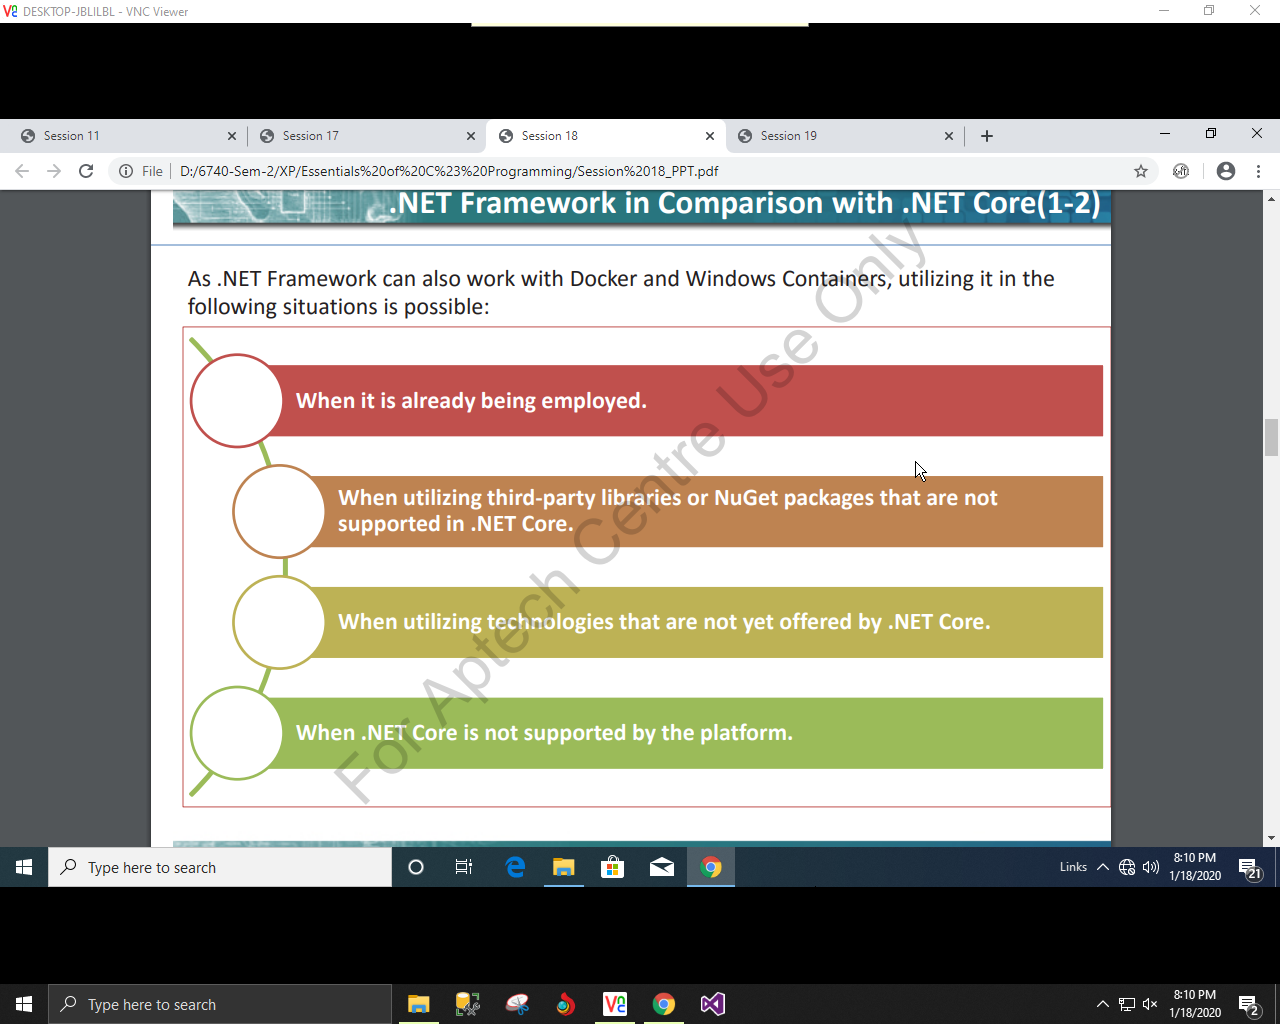 DESKTOP-JBLILBL - VNC Viewer
Session 11
Session 17
Session 18
Session 19
File
D:/6740-Sem-2/XP/Essentials%20of%20C%23%20Programming/Session%2018_PPT.pdf
.NET Framework in Comparison with .NET Core(1-2)
As .NET Framework can also work with Docker and Windows Containers, utilizing it in the
following situations is possible:
When it is already being employed.
When utilizing third-party libraries or NuGet packages that are not
supported in .NET Core.
When utilizing technologies that are not yet offered by .NET Core.
When .NET Core is not supported by the platform.
For Aptech Centre Use Only
Type here to search
Links
8:10 PM
1/18/2020
21
Type here to search
8:10 PM
1/18/2020
2